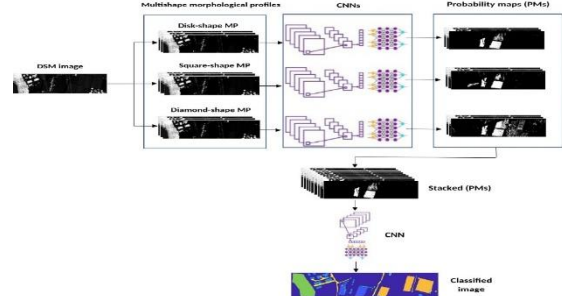 Multishape morphological profiles
CNNs
Probability maps (PMs)
Disk-shape MP
DSM image
Square-shape MP
Diamond-shape MP
Stacked (PMs)
CNN
Classified
image